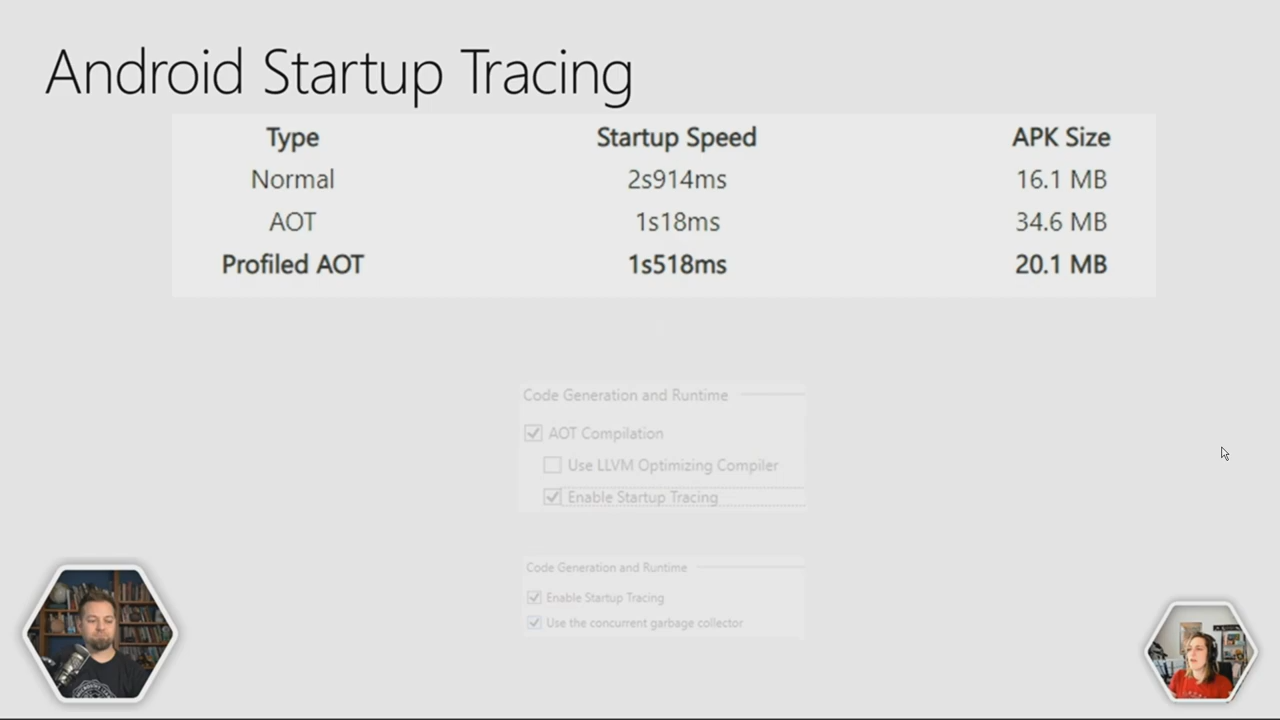 Android Startup Tracing
Type Startup Speed APK Size
Normal 2s914ms 16.1 MB
AOT 1s18ms 34.6 MB
Profiled AOT 1s518ms 20.1 MB
Code Generation and Runtime
AOT Compilation
Use LLVM Optimizing Compiler
Enable Startup Tracing
Code Generation and Runtime
Enable Startup Tracing
Use the concurrent garbage collector